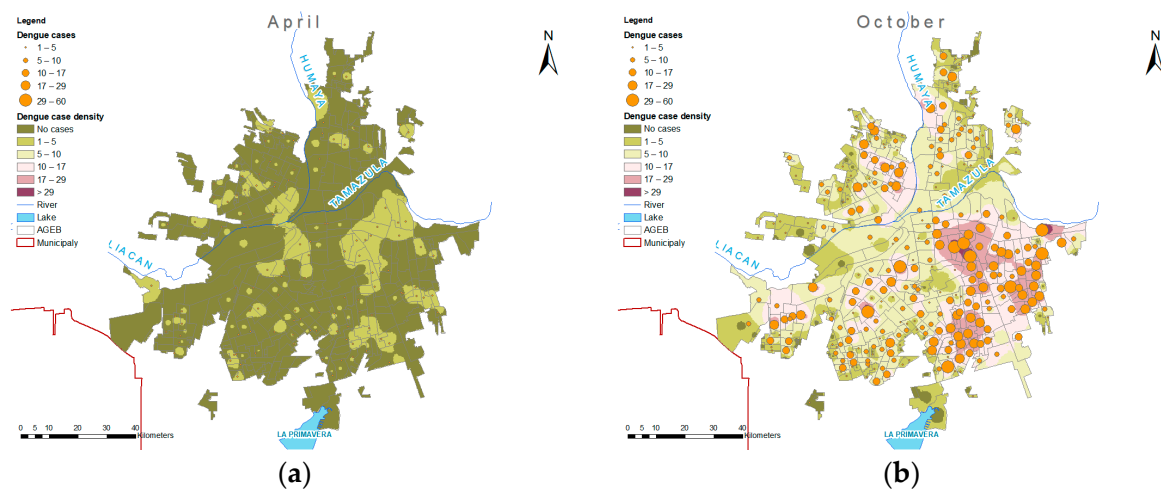 April
Legend
Dengue cases
1 – 5
5 – 10
10 – 17
17 – 29
29 – 60
Dengue case density
No cases
1 – 5
5 – 10
10 – 17
17 – 29
> 29
River
Lake
AGEB
Municipaly
N
HUMAYA
TAMAZULA
LIACAN
LA PRIMAVERA
0 5 10 20 30 40
Kilometers
(a)
October
Legend
Dengue cases
1 – 5
5 – 10
10 – 17
17 – 29
29 – 60
Dengue case density
No cases
1 – 5
5 – 10
10 – 17
17 – 29
> 29
River
Lake
AGEB
Municipaly
N
HUMAYA
TAMAZULA
LIACAN
LA PRIMAVERA
0 5 10 20 30 40
Kilometers
(b)